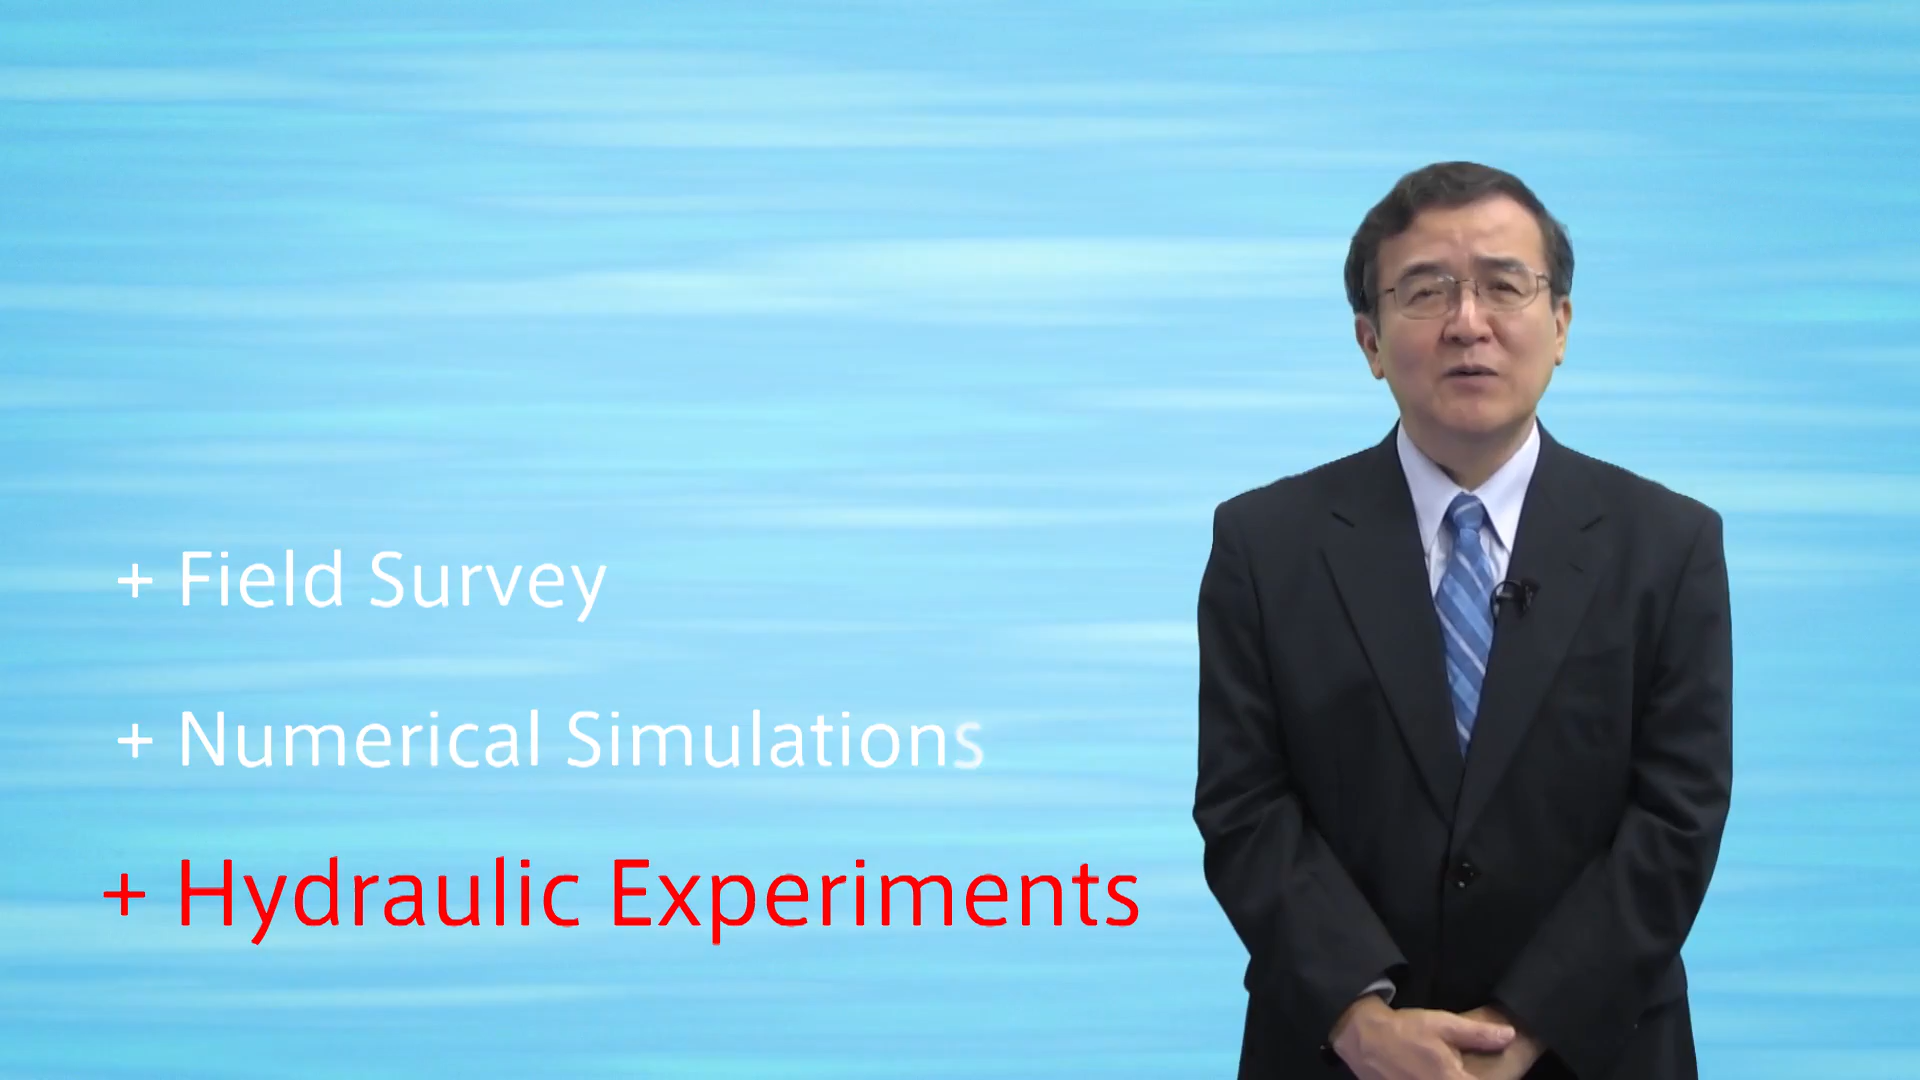 + Field Survey
+ Numerical Simulations
+ Hydraulic Experiments